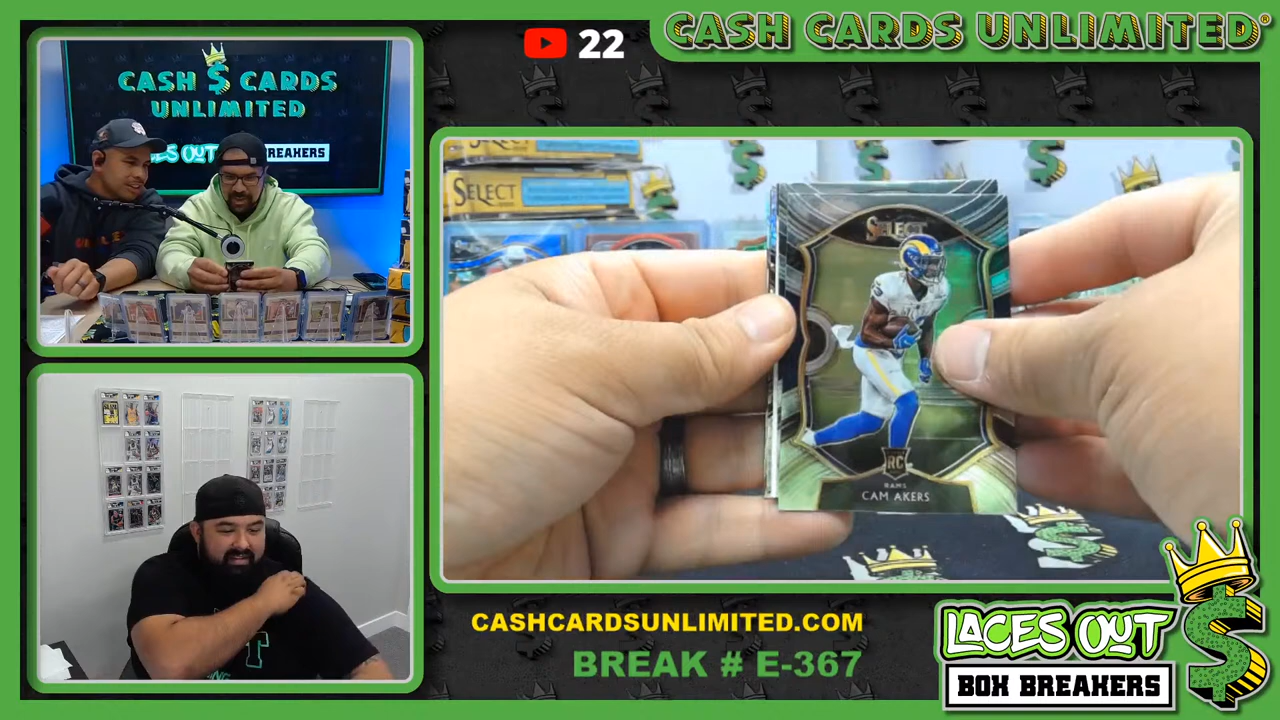 CASH CARDS UNLIMITED®
22
CASH $ CARDS
UNLIMITED
REAKERS
SELECT
SELECT
RC
RAMS
CAM AKERS
CASHCARDSUNLIMITED.COM
BREAK # E-367
LACES OUT
BOX BREAKERS